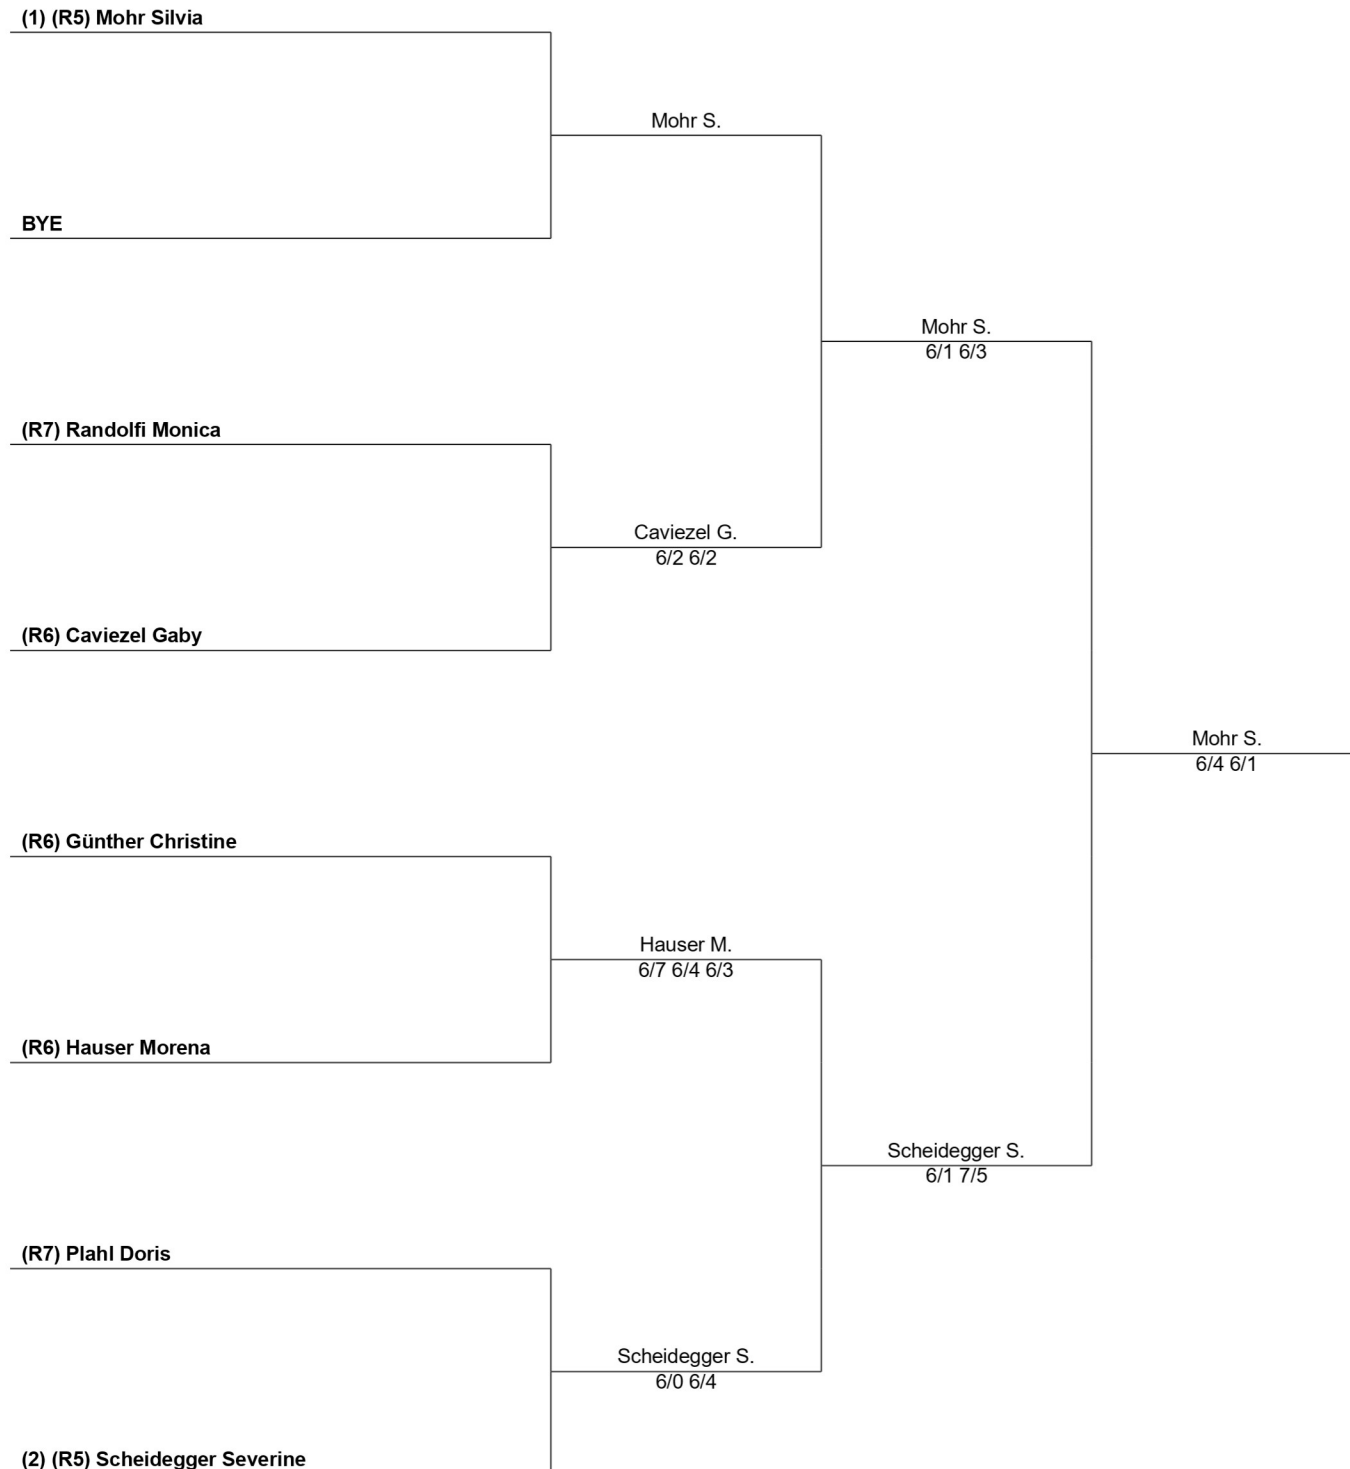 (1) (R5) Mohr Silvia
Mohr S.
BYE
Mohr S.
6/1 6/3
(R7) Randolfi Monica
Caviezel G.
6/2 6/2
(R6) Caviezel Gaby
Mohr S.
6/4 6/1
(R6) Günther Christine
Hauser M.
6/7 6/4 6/3
(R6) Hauser Morena
Scheidegger S.
6/1 7/5
(R7) Plahl Doris
Scheidegger S.
6/0 6/4
(2) (R5) Scheidegger Severine